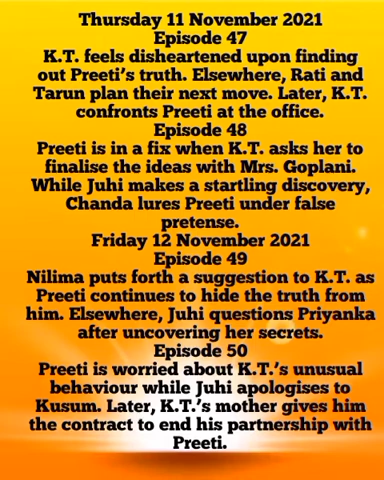 Thursday 11 November 2021
Episode 47
K.T. feels disheartened upon finding
out Preeti’s truth. Elsewhere, Rati and
Tarun plan their next move. Later, K.T.
confronts Preeti at the office.
Episode 48
Preeti is in a fix when K.T. asks her to
finalise the ideas with Mrs. Goplani.
While Juhi makes a startling discovery,
Chanda lures Preeti under false
pretense.
Friday 12 November 2021
Episode 49
Nilima puts forth a suggestion to K.T. as
Preeti continues to hide the truth from
him. Elsewhere, Juhi questions Priyanka
after uncovering her secrets.
Episode 50
Preeti is worried about K.T.’s unusual
behaviour while Juhi apologises to
Kusum. Later, K.T.’s mother gives him
the contract to end his partnership with
Preeti.